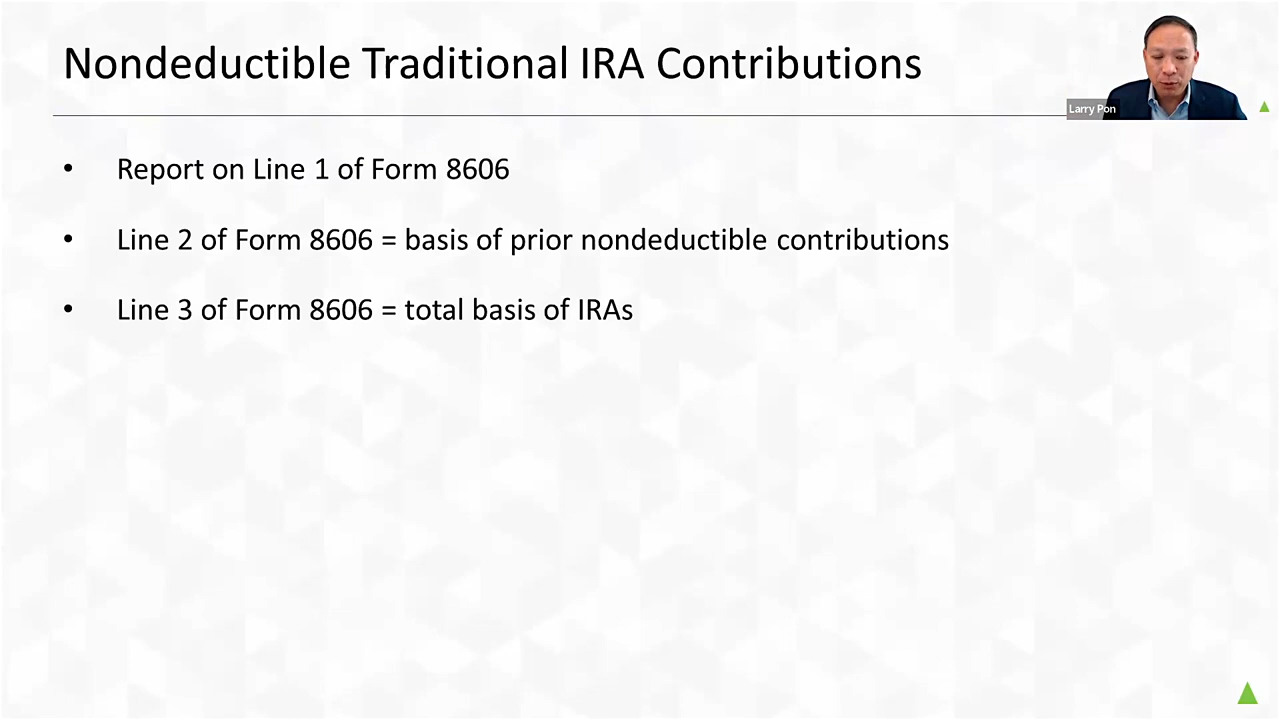 Nondeductible Traditional IRA Contributions
Larry Pon
• Report on Line 1 of Form 8606
• Line 2 of Form 8606 = basis of prior nondeductible contributions
• Line 3 of Form 8606 = total basis of IRAs